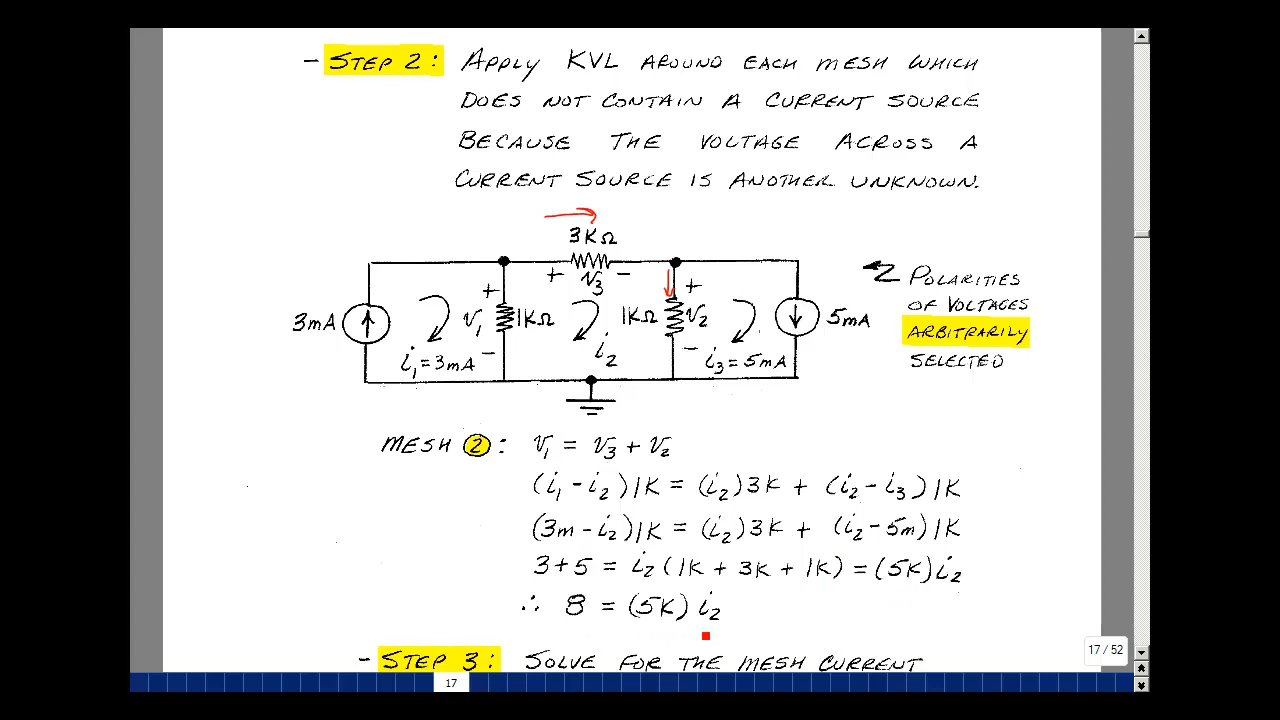 - STEP 2: APPLY KVL AROUND EACH MESH WHICH
DOES NOT CONTAIN A CURRENT SOURCE
BECAUSE THE VOLTAGE ACROSS A
CURRENT SOURCE IS ANOTHER UNKNOWN.
3KΩ
+ V3 -
3mA
i1=3mA
+ V1 -
1KΩ
i2
1KΩ
+ V2 -
i3=5mA
5mA
POLARITIES
OF VOLTAGES
ARBITRARILY
SELECTED
MESH 2: V1 = V3 + V2
(i1 - i2)1K = (i2)3K + (i2 - i3)1K
(3m - i2)1K = (i2)3K + (i2 - 5m)1K
3+5 = i2(1K + 3K + 1K) = (5K)i2
∴ 8 = (5K) i2
- STEP 3: SOLVE FOR THE MESH CURRENT
17 / 52
17